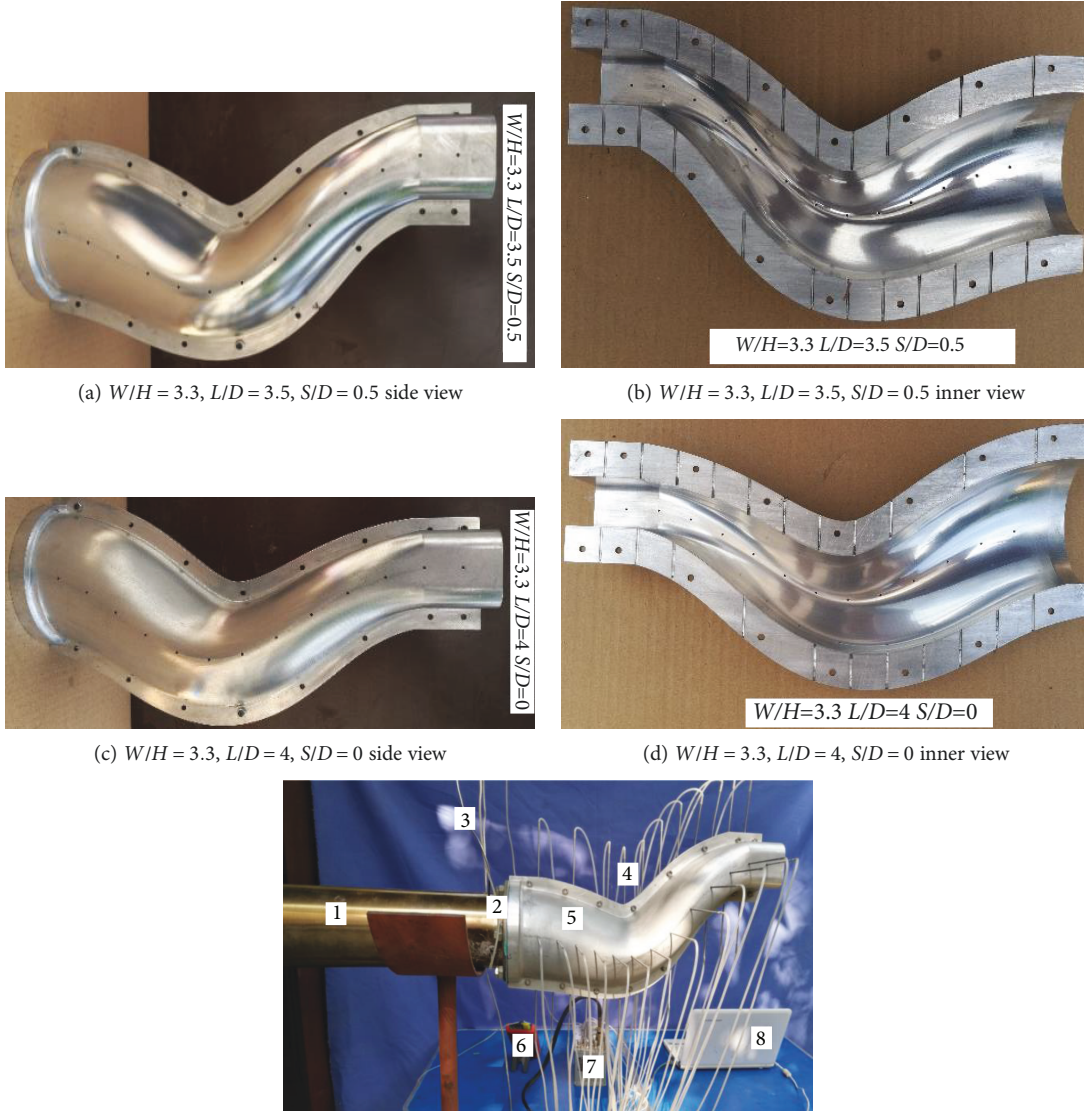 W/H=3.3 L/D=3.5 S/D=0.5
W/H=3.3 L/D=3.5 S/D=0.5
(a) W/H = 3.3, L/D = 3.5, S/D = 0.5 side view
(b) W/H = 3.3, L/D = 3.5, S/D = 0.5 inner view
W/H=3.3 L/D=4 S/D=0
W/H=3.3 L/D=4 S/D=0
(c) W/H = 3.3, L/D = 4, S/D = 0 side view
(d) W/H = 3.3, L/D = 4, S/D = 0 inner view
3
4
2
1
5
6
7
8